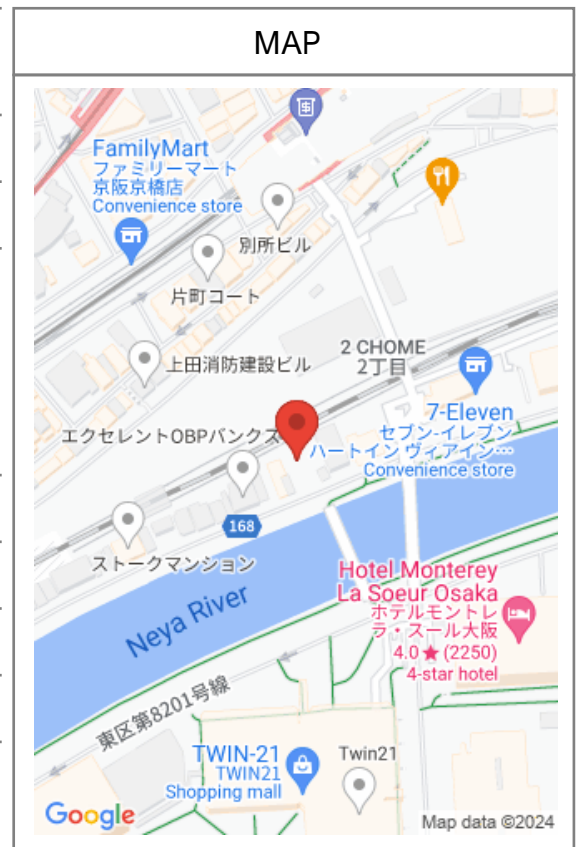 MAP
FamilyMart
ファミリーマート
京阪京橋店
Convenience store
別所ビル
片町コート
上田消防建設ビル
2 CHOME
2丁目
7-Eleven
セブン-イレブン
ハートイン ヴィアイン…
Convenience store
エクセレントOBPバンクス
168
ストークマンション
Neya River
Hotel Monterey
La Soeur Osaka
ホテルモントレ
ラ・スール大阪
4.0★(2250)
4-star hotel
東区第8201号線
TWIN-21
TWIN21
Shopping mall
Twin21
Google
Map data ©2024